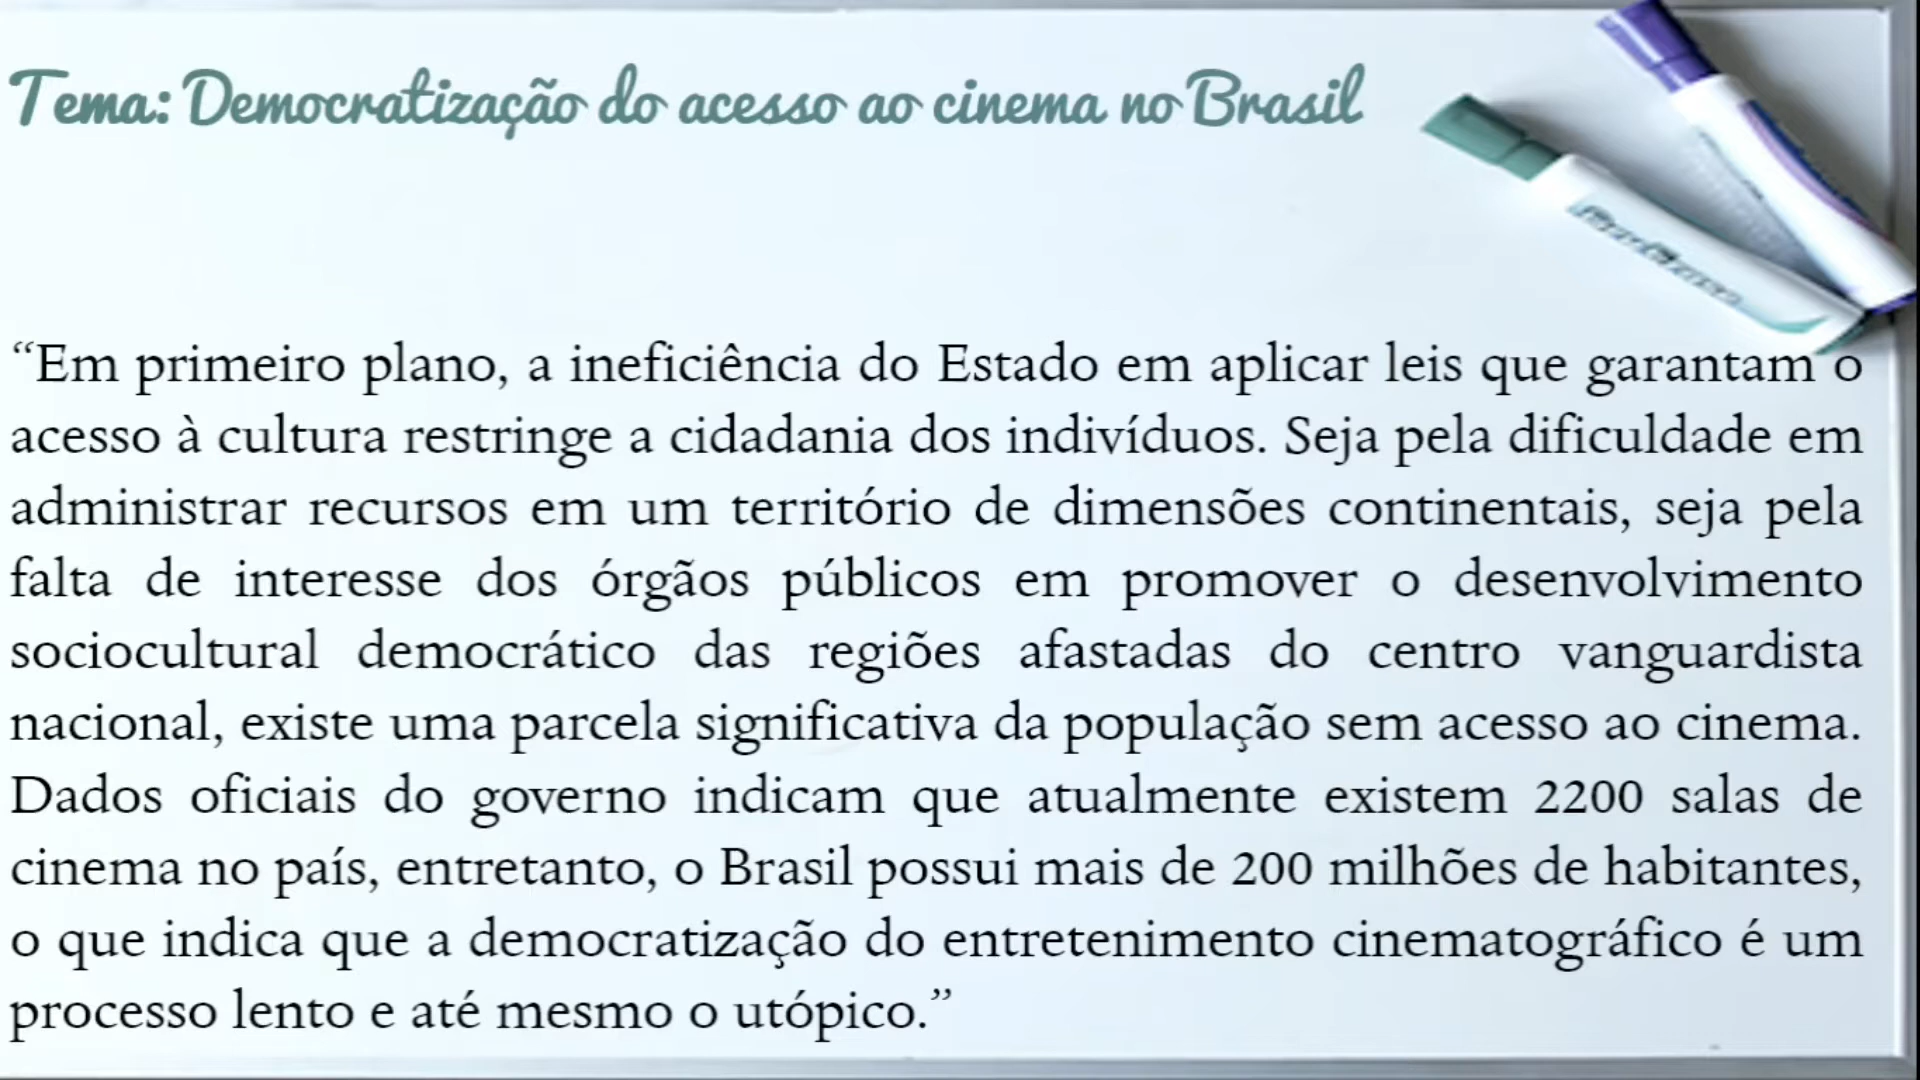 Tema: Democratização do acesso ao cinema no Brasil
“Em primeiro plano, a ineficiência do Estado em aplicar leis que garantam o
acesso à cultura restringe a cidadania dos indivíduos. Seja pela dificuldade em
administrar recursos em um território de dimensões continentais, seja pela
falta de interesse dos órgãos públicos em promover o desenvolvimento
sociocultural democrático das regiões afastadas do centro vanguardista
nacional, existe uma parcela significativa da população sem acesso ao cinema.
Dados oficiais do governo indicam que atualmente existem 2200 salas de
cinema no país, entretanto, o Brasil possui mais de 200 milhões de habitantes,
o que indica que a democratização do entretenimento cinematográfico é um
processo lento e até mesmo o utópico.”